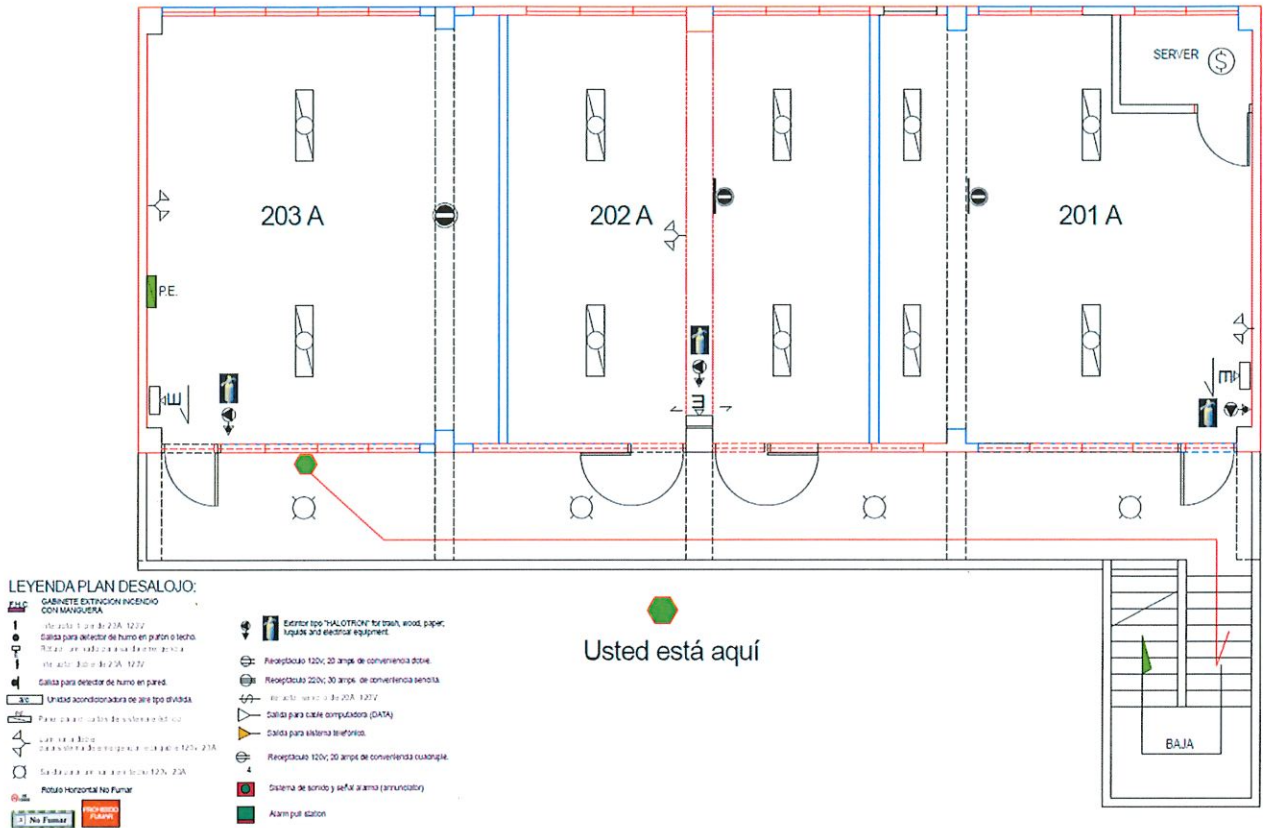 SERVER
S
203 A
202 A
201 A
P.E.
E
E
E
LEYENDA PLAN DESALOJO:
F.H.C
GABINETE EXTINCION INCENDIO
CON MANGUERA
Salida para detector de humo en plafón o techo.
Salida para detector de humo en pared.
a/c Unidad acondicionadora de aire tipo dividida.
P.E.
Rotulo Horizontal No Fumar
No Fumar
PROHIBIDO
FUMAR
Extintor tipo "HALOTRON" for trash, wood, paper,
liquids and electrical equipment.
Receptáculo 120v, 20 amps de conveniencia doble.
Receptáculo 220v, 30 amps de conveniencia sencilla.
Salida para cable computadora (DATA)
Salida para sistema telefónico.
Receptáculo 120v, 20 amps de conveniencia cuadruple.
4
Sistema de sonido y señal alarma (annunciator)
Alarm pull station
Usted está aquí
BAJA